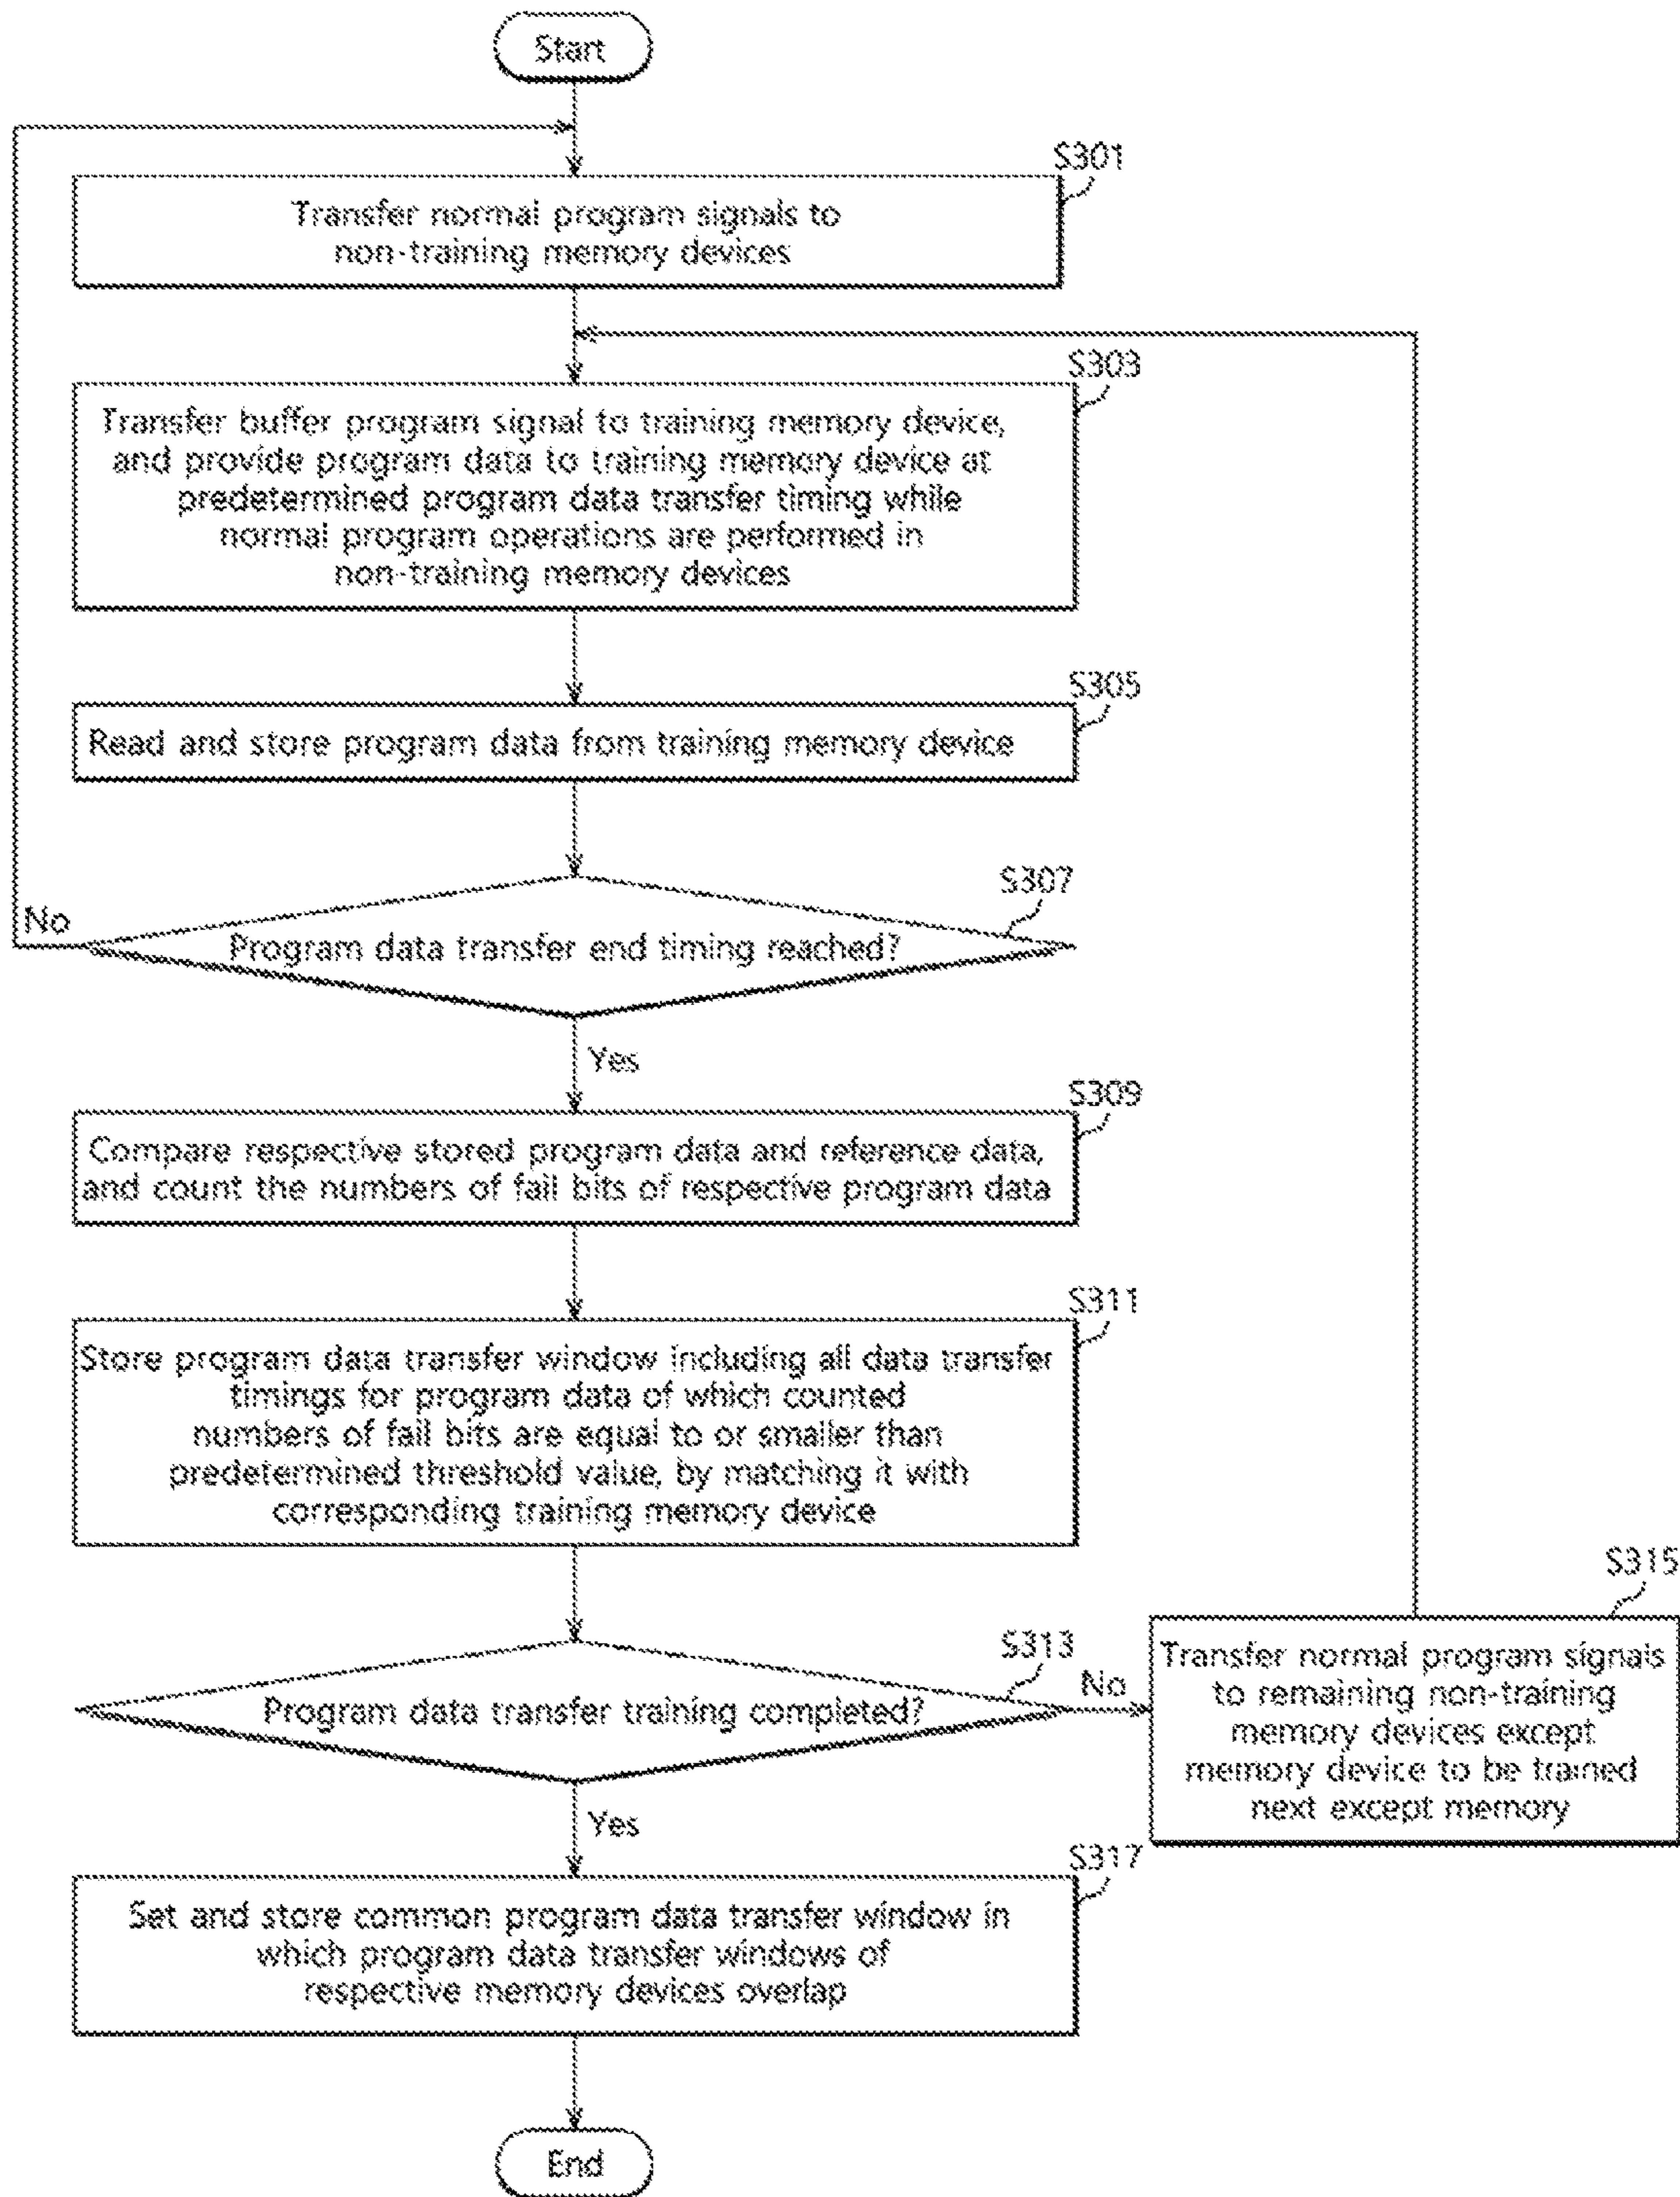 Start
S301
Transfer normal program signals to
non-training memory devices
S303
Transfer buffer program signal to training memory device,
and provide program data to training memory device at
predetermined program data transfer timing while
normal program operations are performed in
non-training memory devices
S305
Read and store program data from training memory device
S307
No
Program data transfer end timing reached?
Yes
S309
Compare respective stored program data and reference data,
and count the numbers of fail bits of respective program data
S311
Store program data transfer window including all data transfer
timings for program data of which counted
numbers of fail bits are equal to or smaller than
predetermined threshold value, by matching it with
corresponding training memory device
S313
Program data transfer training completed?
No
S315
Transfer normal program signals
to remaining non-training
memory devices except
memory device to be trained
next except memory
Yes
S317
Set and store common program data transfer window in
which program data transfer windows of
respective memory devices overlap
End